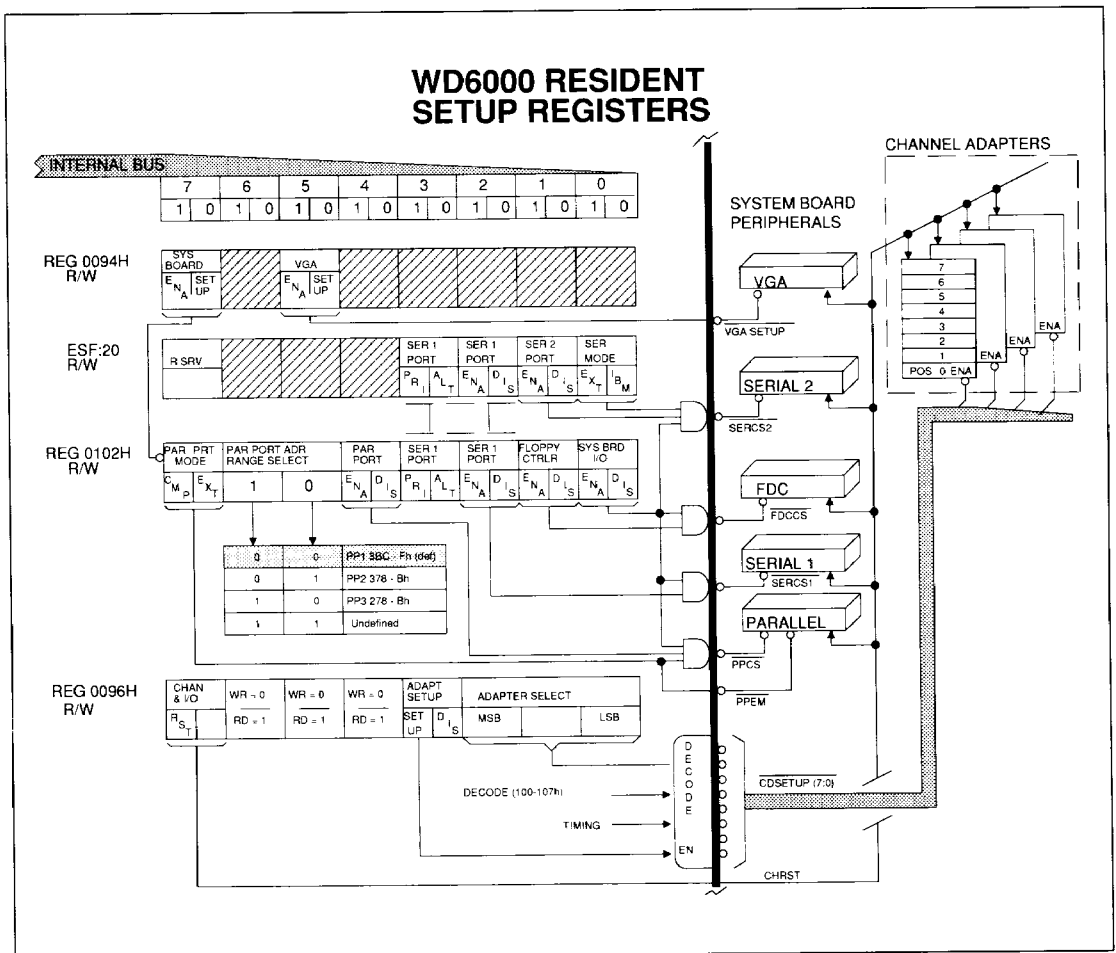 WD6000 RESIDENT
SETUP REGISTERS
INTERNAL BUS
7 6 5 4 3 2 1 0
1 0 1 0 1 0 1 0 1 0 1 0 1 0 1 0
REG 0094H
R/W
SYS
BOARD
ENA
SET
UP
VGA
ENA
SET
UP
ESF:20
R/W
R SRV
SER 1
PORT
PRI
ALT
SER 1
PORT
ENA
DIS
SER 2
PORT
ENA
DIS
SER
MODE
EXT
IBM
REG 0102H
R/W
PAR PRT
MODE
CMP
EXT
PAR PORT ADR
RANGE SELECT
1 0
PAR
PORT
ENA
DIS
SER 1
PORT
PRI
ALT
SER 1
PORT
ENA
DIS
FLOPPY
CTRLR
ENA
DIS
SYS BRD
I/O
ENA
DIS
0 0 PP1 3BC - Fh (def)
0 1 PP2 378 - Bh
1 0 PP3 278 - Bh
1 1 Undefined
REG 0096H
R/W
CHAN
& I/O
RST
WR = 0
RD = 1
WR = 0
RD = 1
WR = 0
RD = 1
ADAPT
SETUP
SET
UP
DIS
ADAPTER SELECT
MSB LSB
DECODE (100-107h)
TIMING
DECODE
EN
SYSTEM BOARD
PERIPHERALS
VGA
VGA SETUP
SERIAL 2
SERCS2
FDC
FDCCS
SERIAL 1
SERCS1
PARALLEL
PPCS
PPEM
CDSETUP (7:0)
CHRST
CHANNEL ADAPTERS
7
6
5
4
3
2
1
POS 0 ENA
ENA
ENA
ENA